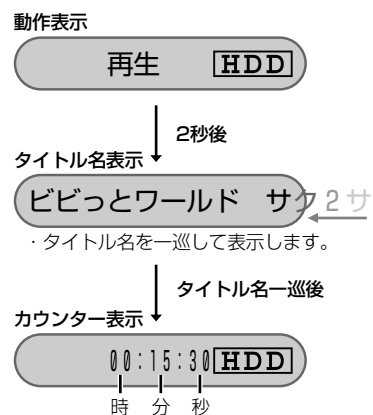 動作表示
再生 HDD
2秒後
タイトル名表示
ビビっとワールド サク2サ
・タイトル名を一巡して表示します。
タイトル名一巡後
カウンター表示
00:15:30 HDD
時 分 秒